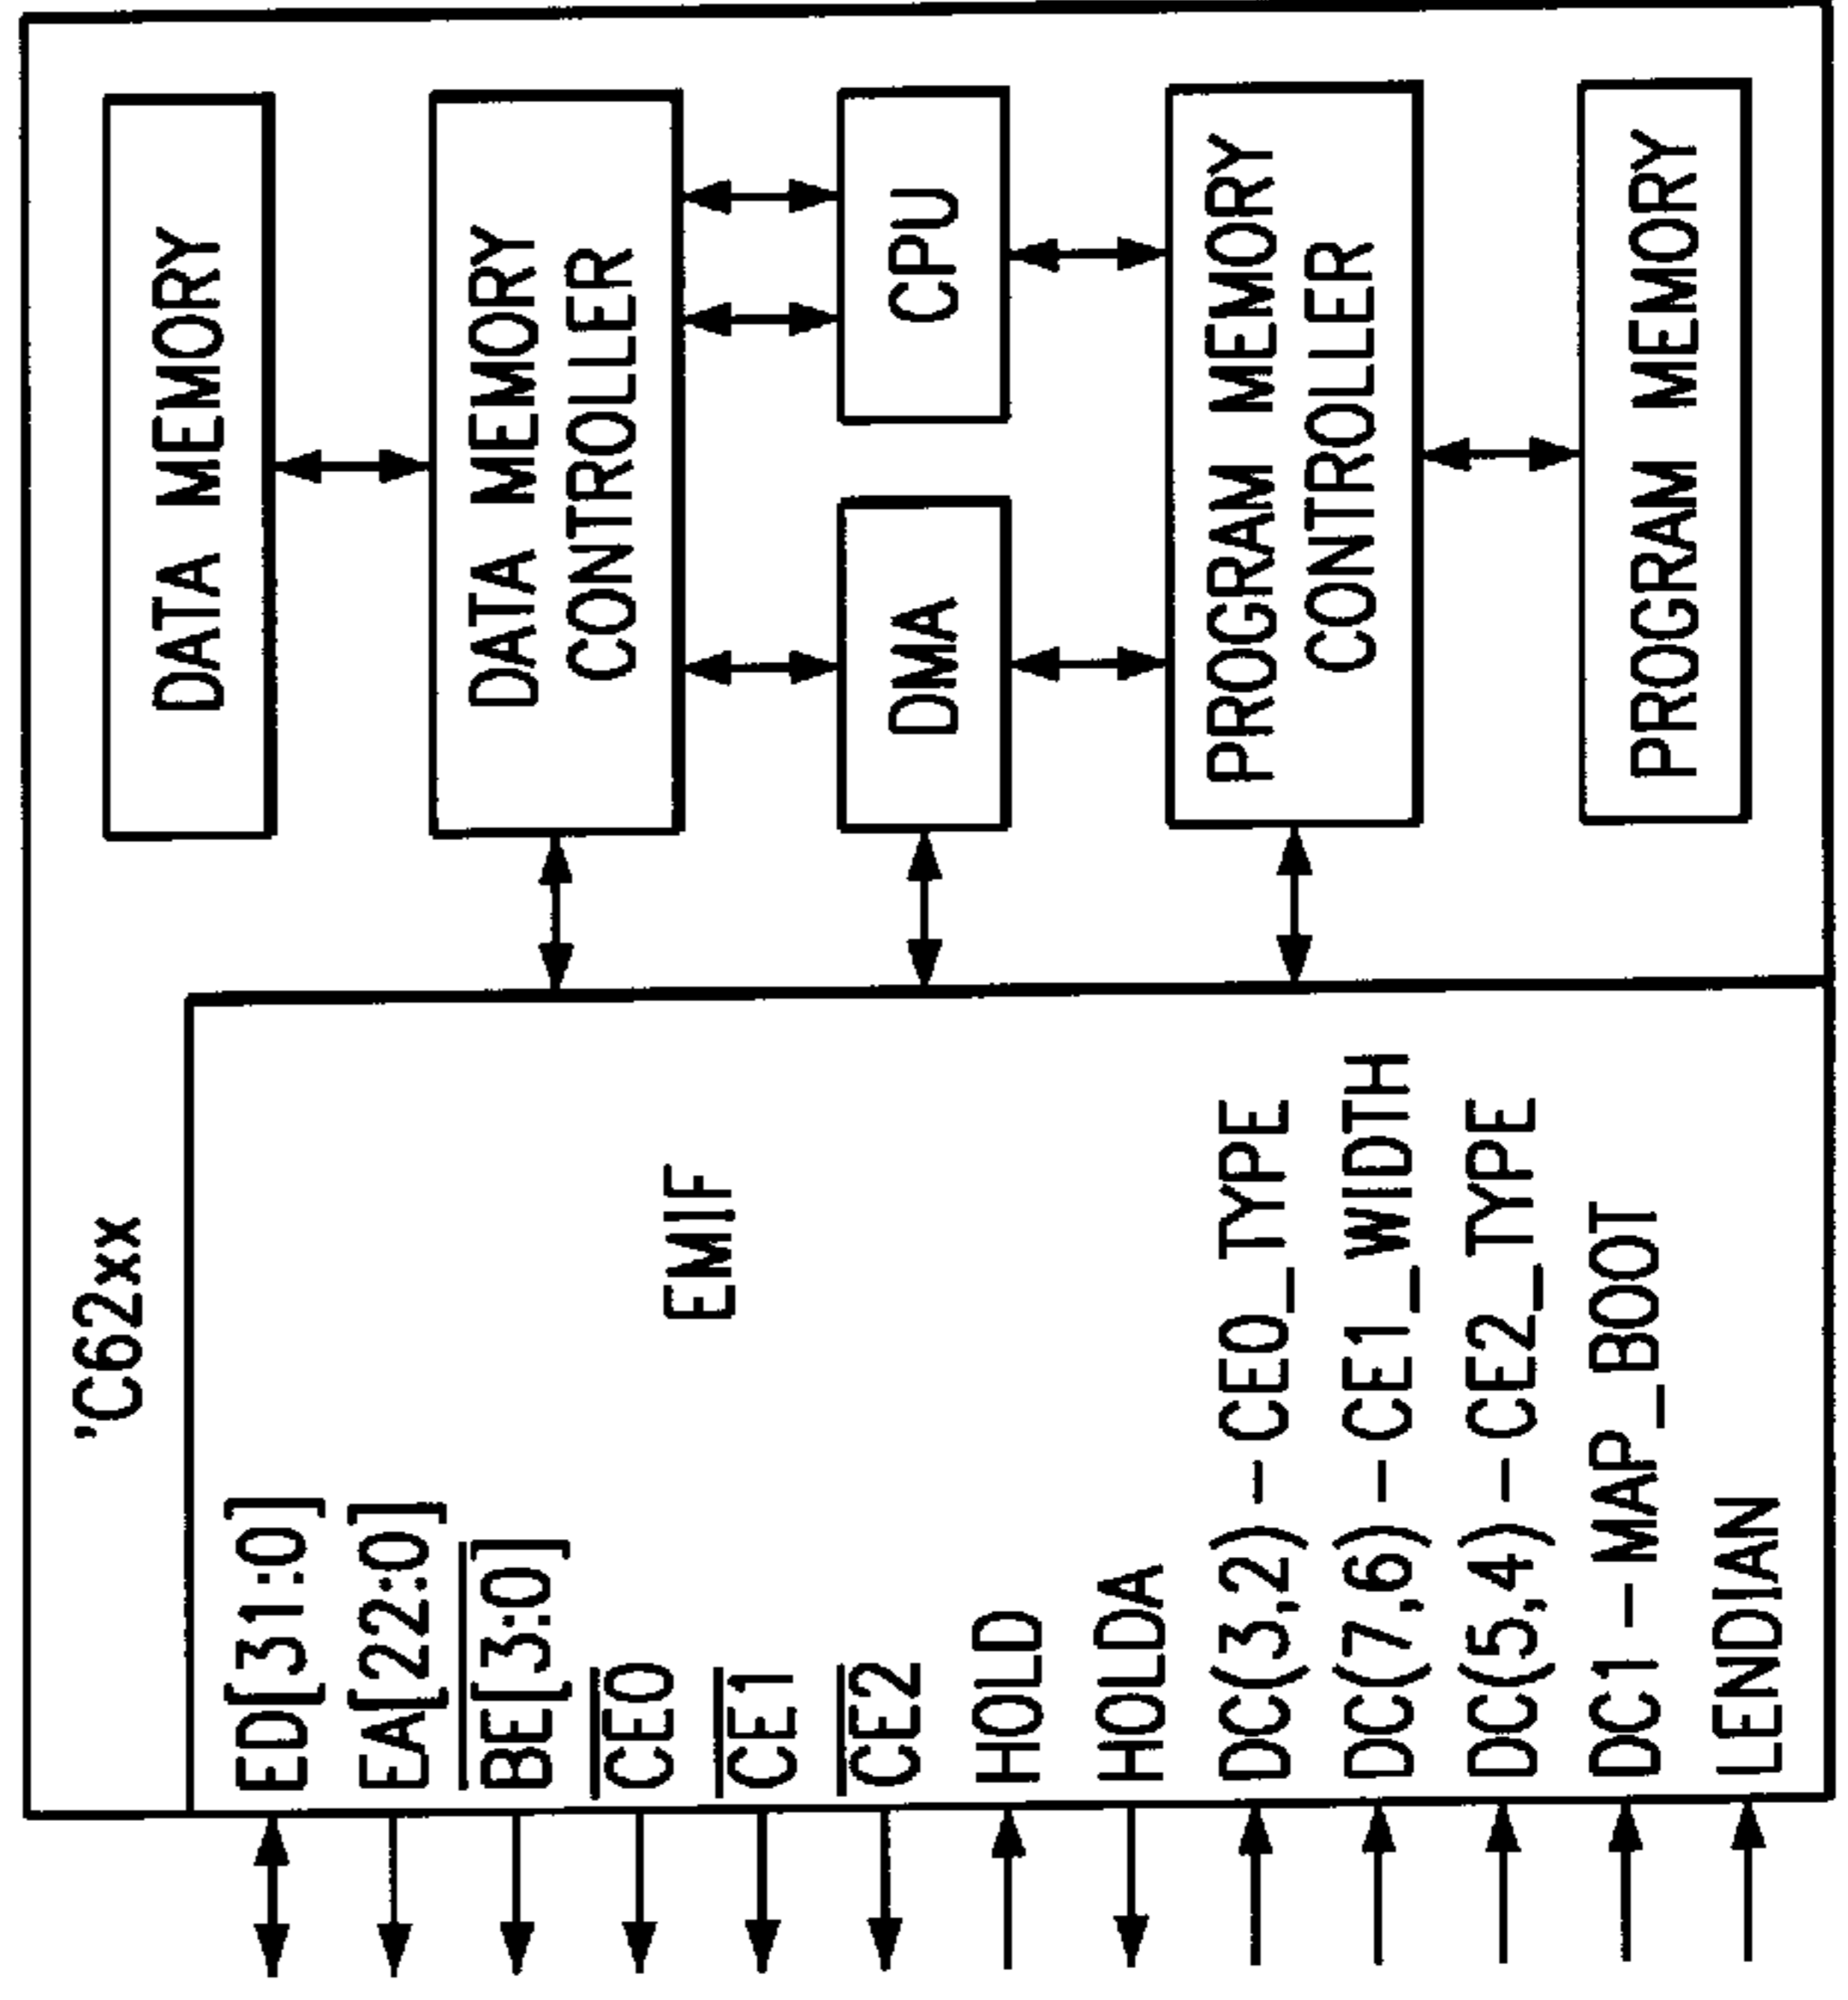 'C62xx
ED[31:0]
EA[22:0]
BE[3:0]
CE0
CE1
CE2
HOLD
HOLDA
DC(3,2)-CE0_TYPE
DC(7,6)-CE1_WIDTH
DC(5,4)-CE2_TYPE
DC1-MAP_BOOT
LENDIAN
EMIF
DATA MEMORY
DATA MEMORY
CONTROLLER
DMA
CPU
PROGRAM MEMORY
CONTROLLER
PROGRAM MEMORY